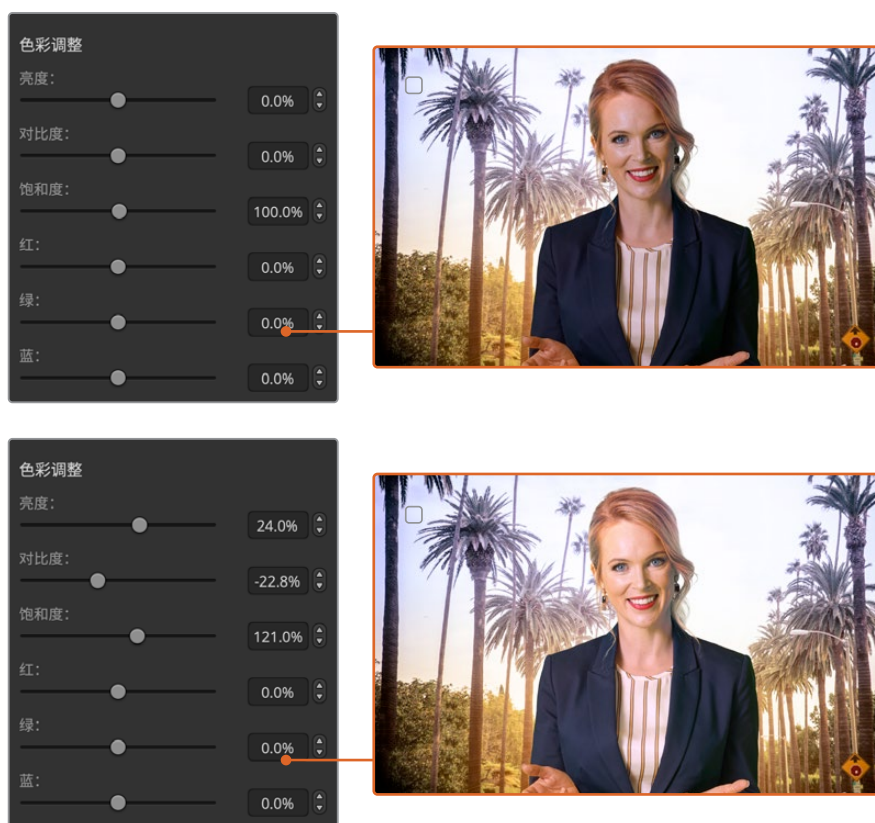 色彩调整
亮度：
0.0%
对比度：
0.0%
饱和度：
100.0%
红：
0.0%
绿：
0.0%
蓝：
0.0%
色彩调整
亮度：
24.0%
对比度：
-22.8%
饱和度：
121.0%
红：
0.0%
绿：
0.0%
蓝：
0.0%